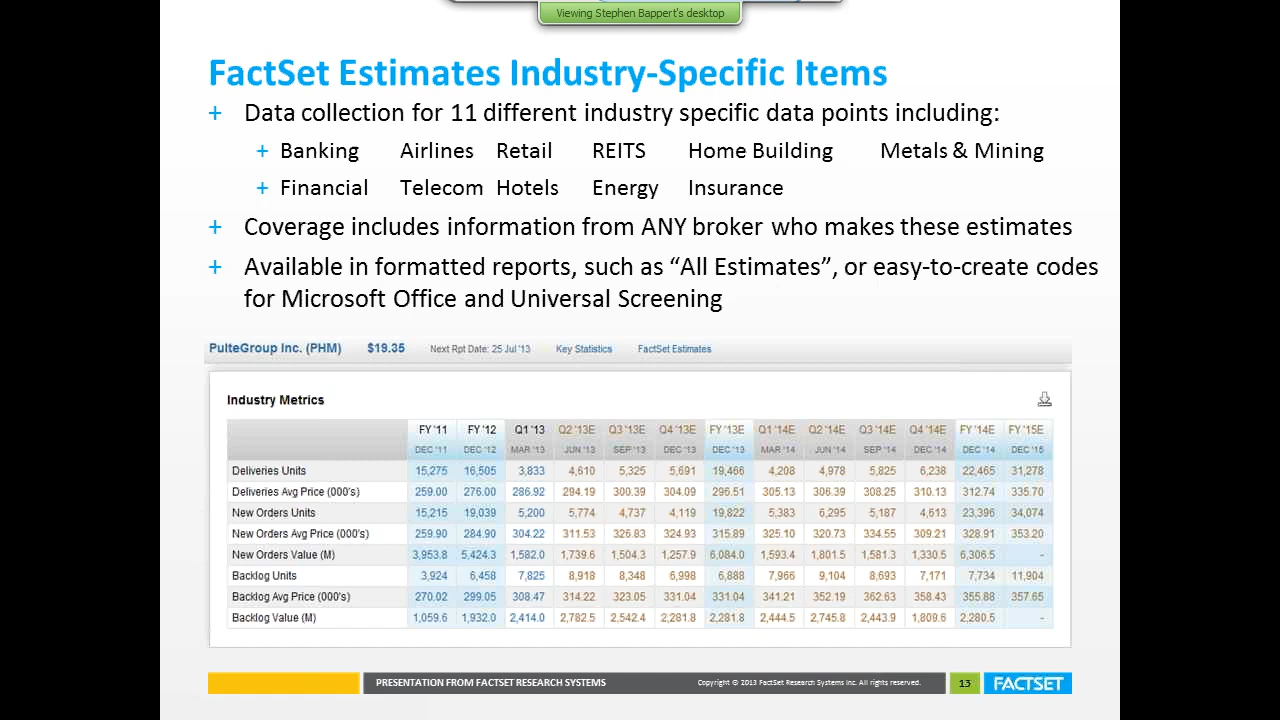 Viewing Stephen Bappert's desktop
FactSet Estimates Industry-Specific Items
+ Data collection for 11 different industry specific data points including:
+ Banking Airlines Retail REITS Home Building Metals & Mining
+ Financial Telecom Hotels Energy Insurance
+ Coverage includes information from ANY broker who makes these estimates
+ Available in formatted reports, such as “All Estimates”, or easy-to-create codes
for Microsoft Office and Universal Screening
PulteGroup Inc. (PHM) $19.35 Next Rpt Date: 25 Jul '13 Key Statistics FactSet Estimates
Industry Metrics
FY '11 FY '12 Q1 '13 Q2 '13E Q3 '13E Q4 '13E FY '13E Q1 '14E Q2 '14E Q3 '14E Q4 '14E FY '14E FY '15E
DEC '11 DEC '12 MAR '13 JUN '13 SEP '13 DEC '13 DEC '13 MAR '14 JUN '14 SEP '14 DEC '14 DEC '14 DEC '15
Deliveries Units 15,275 16,505 3,833 4,610 5,325 5,691 19,466 4,208 4,978 5,825 6,238 22,465 31,278
Deliveries Avg Price (000's) 259.00 276.00 286.92 294.19 300.39 304.09 296.51 305.13 306.39 308.25 310.13 312.74 335.70
New Orders Units 15,215 19,039 5,200 5,774 4,737 4,119 19,822 5,383 6,295 5,187 4,613 23,396 34,074
New Orders Avg Price (000's) 259.90 284.90 304.22 311.53 326.83 324.93 315.89 325.10 320.73 334.55 309.21 328.91 353.20
New Orders Value (M) 3,953.8 5,424.3 1,582.0 1,739.6 1,504.3 1,257.9 6,084.0 1,593.4 1,801.5 1,581.3 1,330.5 6,306.5 -
Backlog Units 3,924 6,458 7,825 8,918 8,348 6,998 6,888 7,966 9,104 8,693 7,171 7,734 11,904
Backlog Avg Price (000's) 270.02 299.05 308.47 314.22 323.05 331.04 331.04 341.21 352.19 362.63 358.43 355.88 357.65
Backlog Value (M) 1,059.6 1,932.0 2,414.0 2,782.5 2,542.4 2,281.8 2,281.8 2,444.5 2,745.8 2,443.9 1,809.6 2,280.5 -
PRESENTATION FROM FACTSET RESEARCH SYSTEMS Copyright © 2013 FactSet Research Systems Inc. All rights reserved. 13 FACTSET